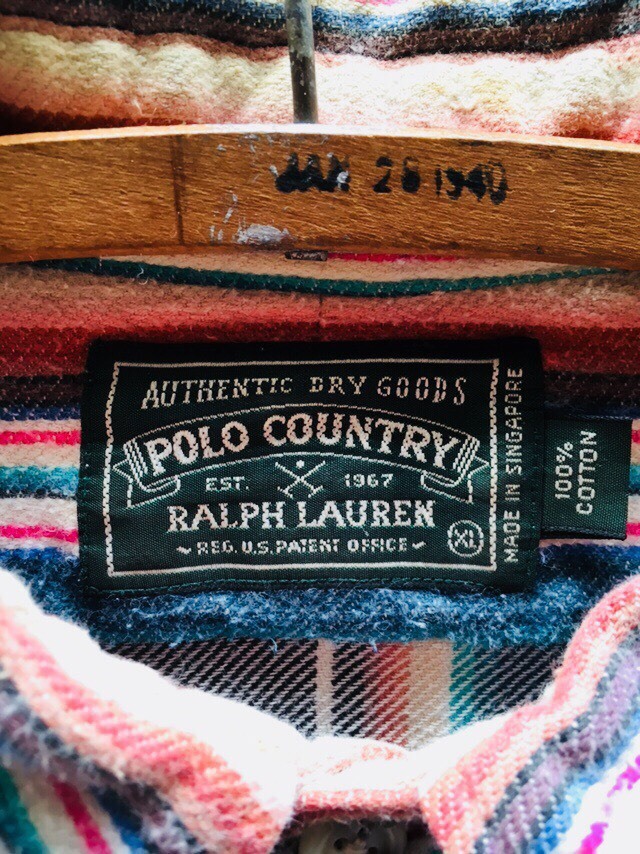 JAN 26 1940
AUTHENTIC DRY GOODS
POLO COUNTRY
EST. 1967
RALPH LAUREN
~REG. U.S. PATENT OFFICE~
XL
MADE IN SINGAPORE
100%
COTTON